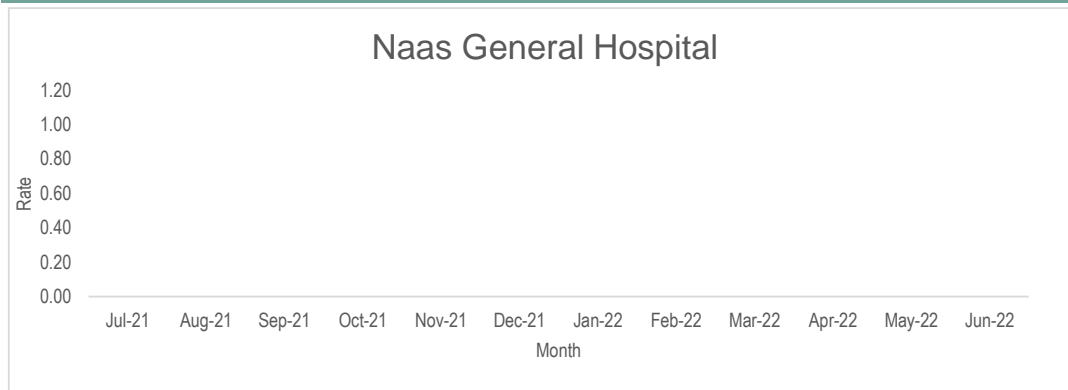 Naas General Hospital
1.20
1.00
0.80
0.60
0.40
0.20
0.00
Rate
Jul-21 Aug-21 Sep-21 Oct-21 Nov-21 Dec-21 Jan-22 Feb-22 Mar-22 Apr-22 May-22 Jun-22
Month